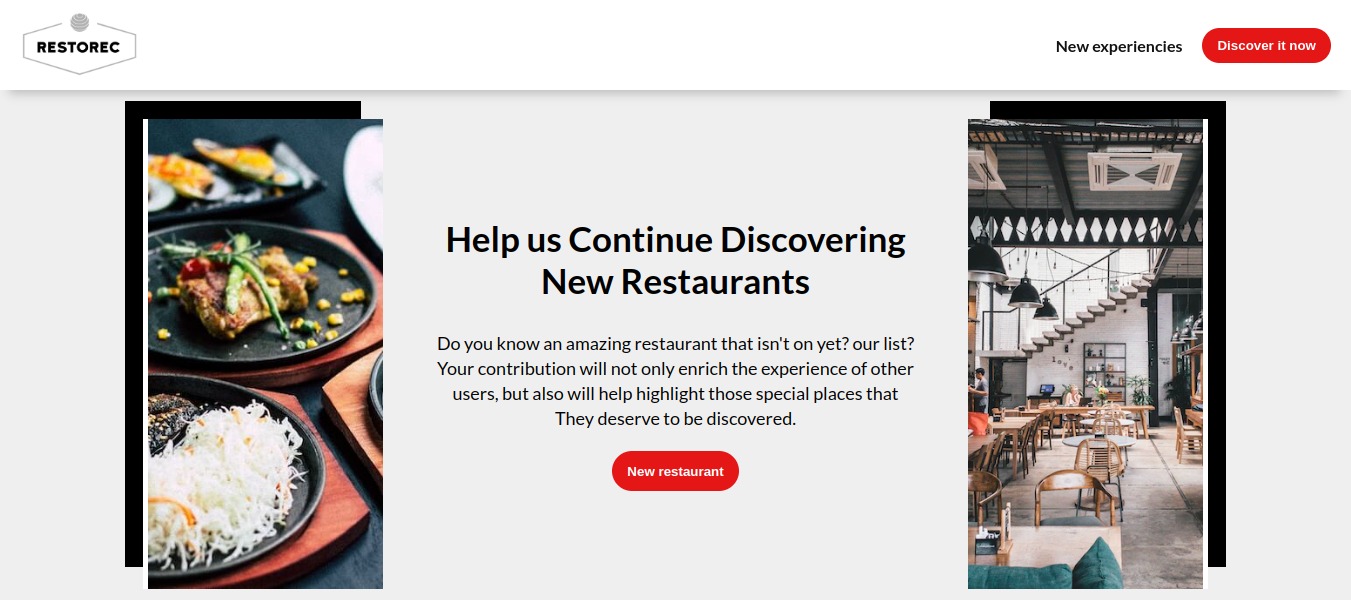 RESTOREC
New experiencies
Discover it now
Help us Continue Discovering
New Restaurants
Do you know an amazing restaurant that isn't on yet? our list?
Your contribution will not only enrich the experience of other
users, but also will help highlight those special places that
They deserve to be discovered.
New restaurant